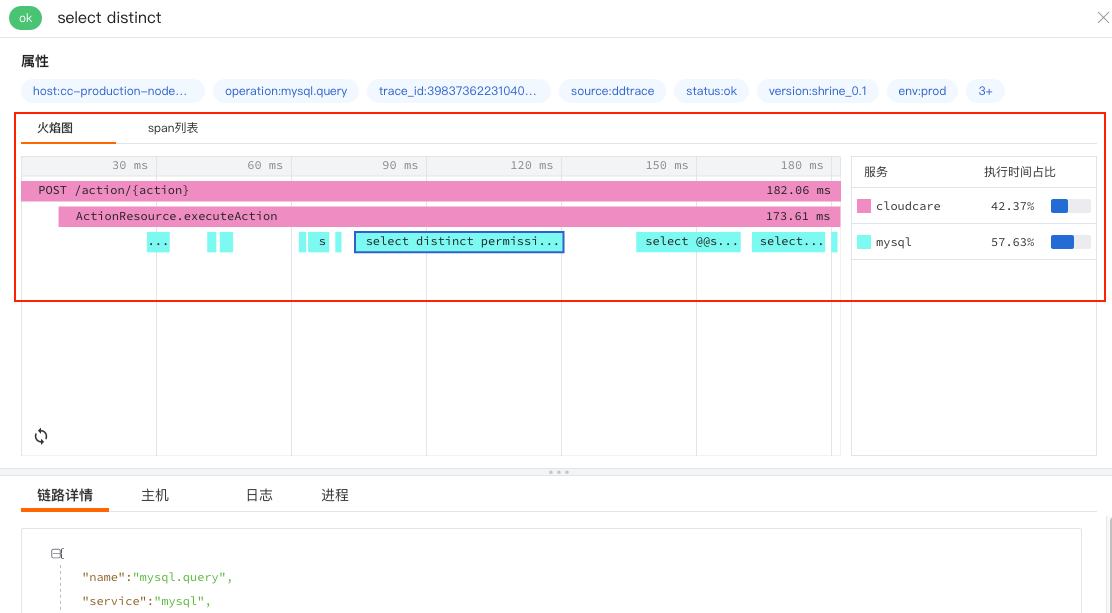 ok select distinct
属性
host:cc-production-node... operation:mysql.query trace_id:39837362231040... source:ddtrace status:ok version:shrine_0.1 env:prod 3+
火焰图 span列表
30 ms 60 ms 90 ms 120 ms 150 ms 180 ms
POST /action/{action} 182.06 ms
ActionResource.executeAction 173.61 ms
... s select distinct permissi... select @@s... select...
服务 执行时间占比
cloudcare 42.37%
mysql 57.63%
链路详情 主机 日志 进程
{
"name":"mysql.query",
"service":"mysql",